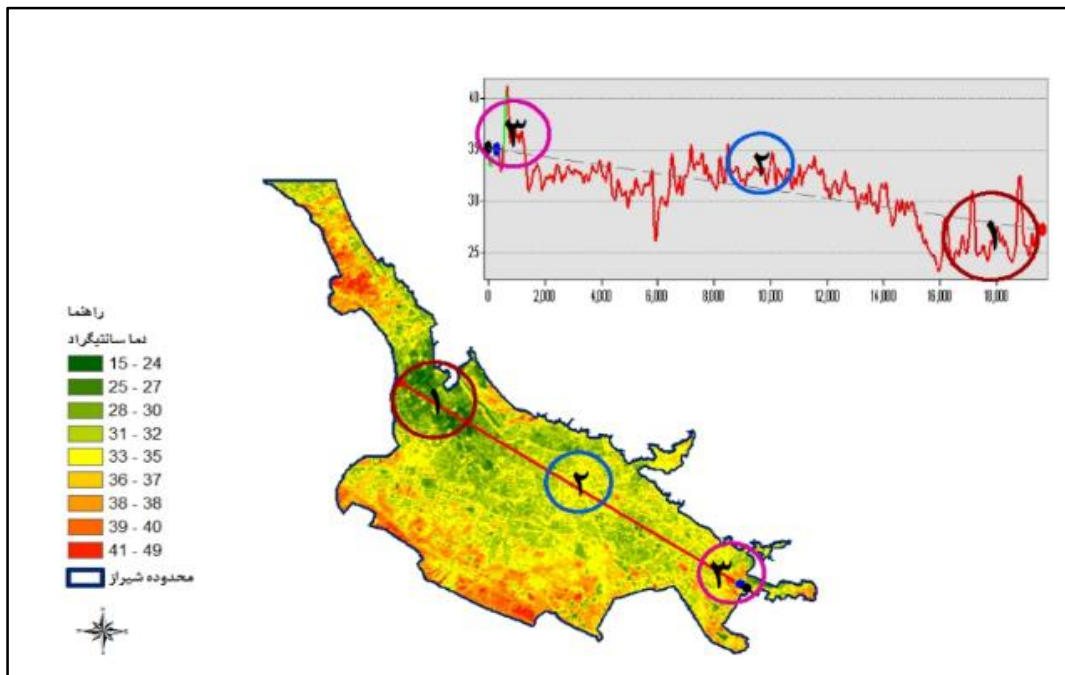 40
35
30
25
0 2,000 4,000 6,000 8,000 10,000 12,000 14,000 16,000 18,000
۳
۲
۱
راهنما
دما سانتیگراد
15 - 24
25 - 27
28 - 30
31 - 32
33 - 35
36 - 37
38 - 38
39 - 40
41 - 49
محدوده شیراز
۱
۲
۳